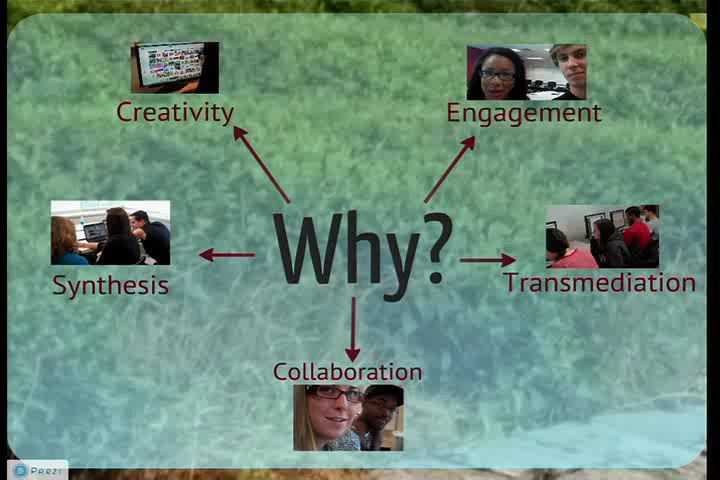 Creativity
Engagement
Why?
Synthesis
Transmediation
Collaboration
Prezi